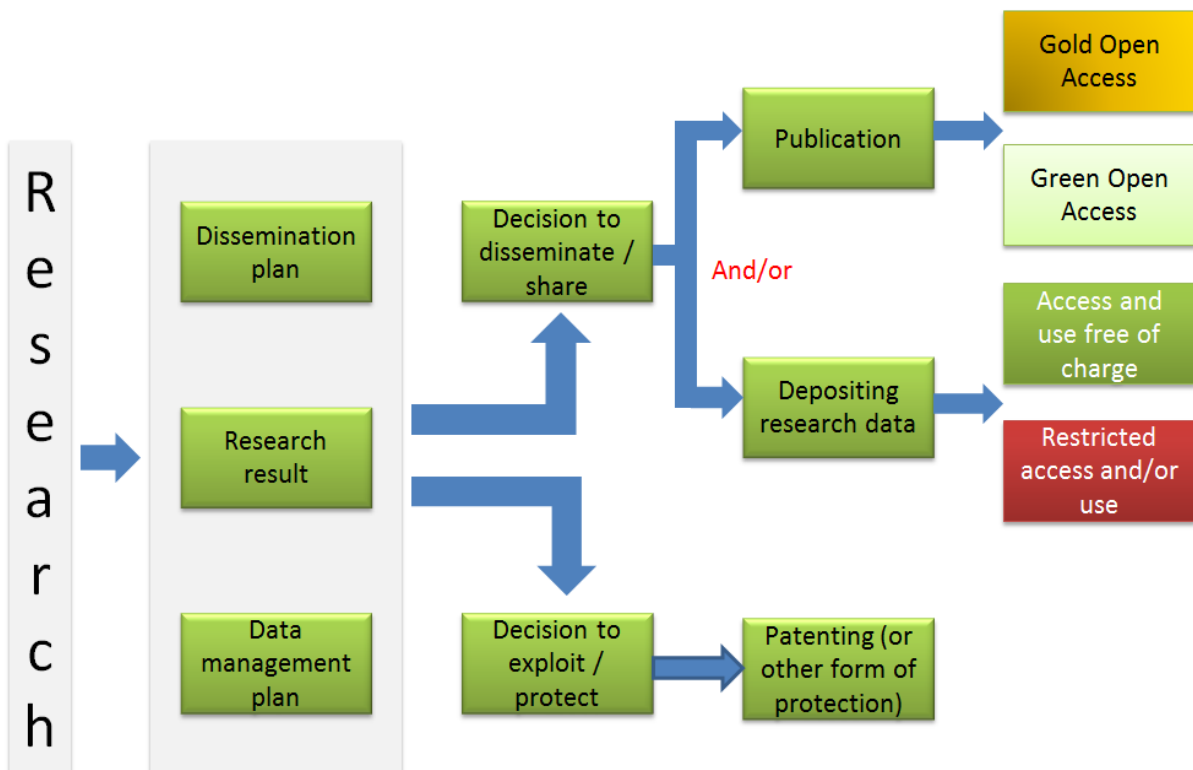 Research
Dissemination
plan
Research
result
Data
management
plan
Decision to
disseminate /
share
Decision to
exploit /
protect
And/or
Publication
Depositing
research data
Patenting (or
other form of
protection)
Gold Open
Access
Green Open
Access
Access and
use free of
charge
Restricted
access and/or
use